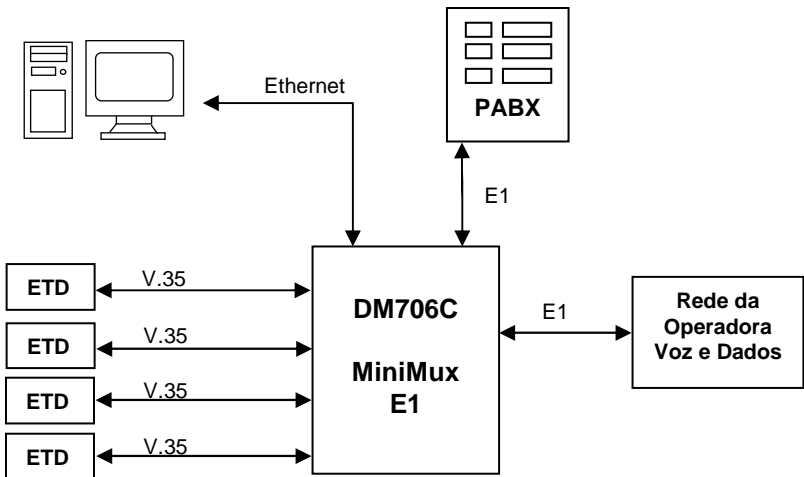 Ethernet
PABX
E1
V.35
ETD
V.35
ETD
V.35
ETD
V.35
ETD
DM706C
MiniMux
E1
E1
Rede da
Operadora
Voz e Dados